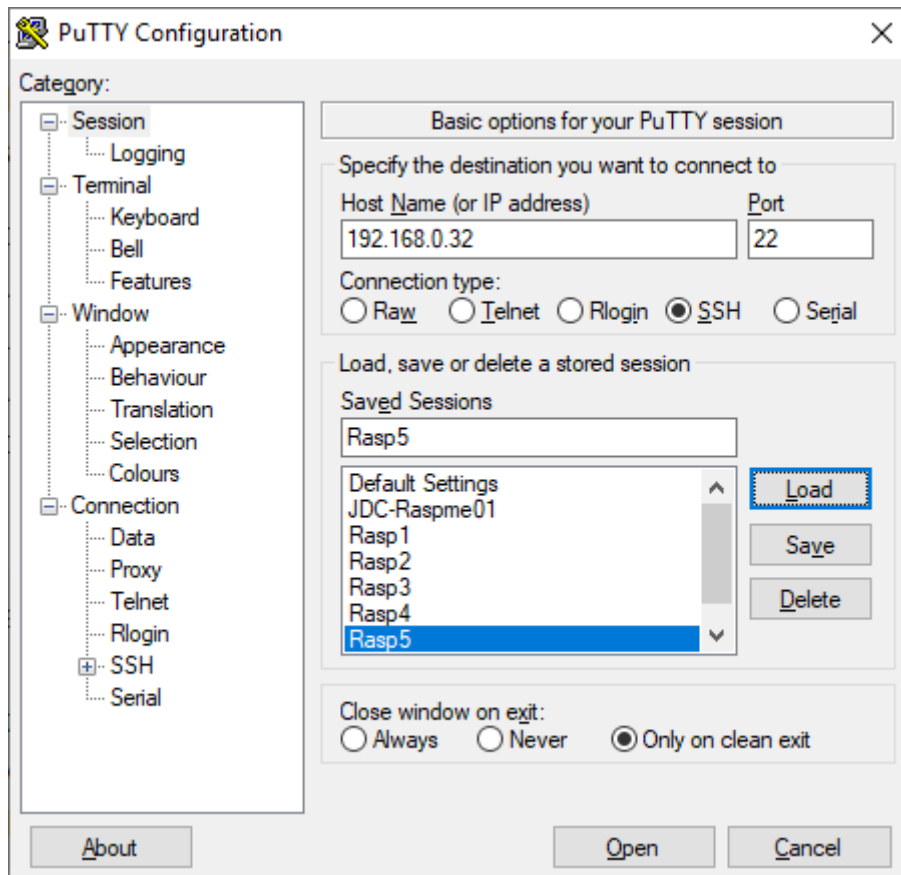 PuTTY Configuration
Category:
Session
Logging
Terminal
Keyboard
Bell
Features
Window
Appearance
Behaviour
Translation
Selection
Colours
Connection
Data
Proxy
Telnet
Rlogin
SSH
Serial
Basic options for your PuTTY session
Specify the destination you want to connect to
Host Name (or IP address) Port
192.168.0.32 22
Connection type:
Raw Telnet Rlogin SSH Serial
Load, save or delete a stored session
Saved Sessions
Rasp5
Default Settings
JDC-Raspme01
Rasp1
Rasp2
Rasp3
Rasp4
Rasp5
Load
Save
Delete
Close window on exit:
Always Never Only on clean exit
About Open Cancel